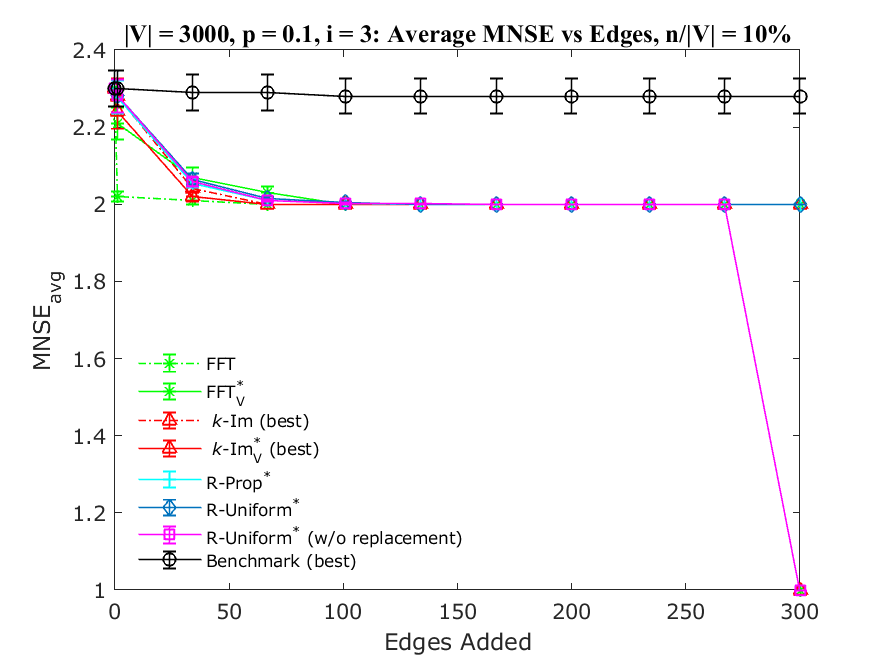 |V| = 3000, p = 0.1, i = 3: Average MNSE vs Edges, n/|V| = 10%
2.4
2.2
2
1.8
1.6
1.4
1.2
1
MNSE_avg
FFT
FFT*_V
k-Im (best)
k-Im*_V (best)
R-Prop*
R-Uniform*
R-Uniform* (w/o replacement)
Benchmark (best)
0 50 100 150 200 250 300
Edges Added